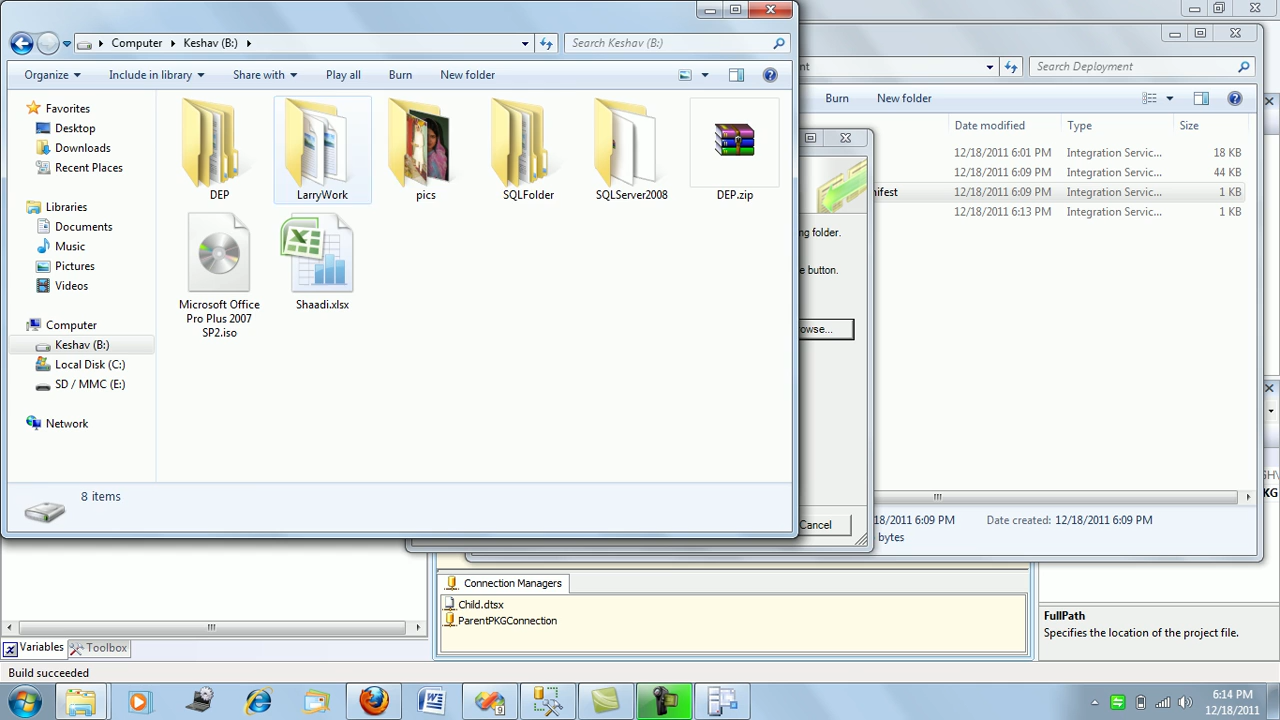 Computer
Keshav (B:)
Search Keshav (B:)
Organize
Include in library
Share with
Play all
Burn
New folder
Favorites
Desktop
Downloads
Recent Places
Libraries
Documents
Music
Pictures
Videos
Computer
Keshav (B:)
Local Disk (C:)
SD / MMC (E:)
Network
DEP
LarryWork
pics
SQLFolder
SQLServer2008
DEP.zip
Microsoft Office
Pro Plus 2007
SP2.iso
Shaadi.xlsx
8 items
nt
Search Deployment
Burn
New folder
Date modified
Type
Size
12/18/2011 6:01 PM
Integration Servic...
18 KB
12/18/2011 6:09 PM
Integration Servic...
44 KB
nifest
12/18/2011 6:09 PM
Integration Servic...
1 KB
12/18/2011 6:13 PM
Integration Servic...
1 KB
ng folder.
e button.
owse...
Cancel
18/2011 6:09 PM
Date created: 12/18/2011 6:09 PM
bytes
KG
Connection Managers
Child.dtsx
ParentPKGConnection
FullPath
Specifies the location of the project file.
Variables
Toolbox
Build succeeded
6:14 PM
12/18/2011